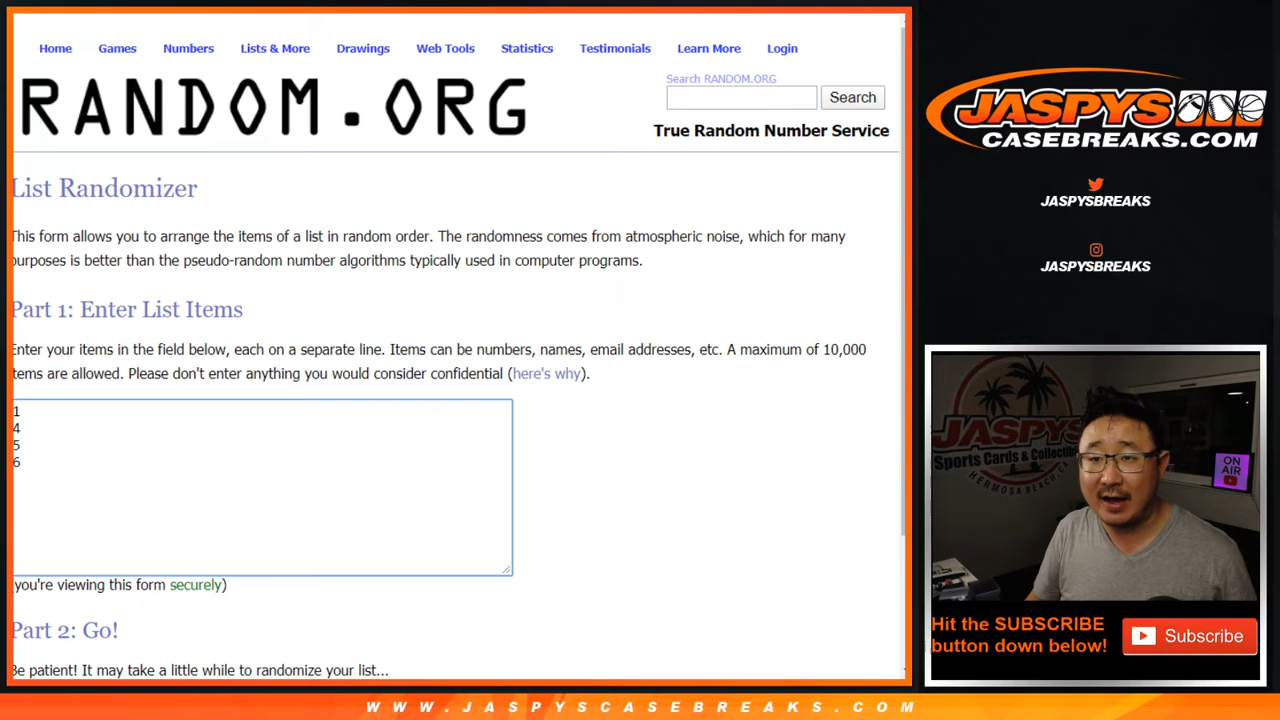 Home Games Numbers Lists & More Drawings Web Tools Statistics Testimonials Learn More Login
RANDOM.ORG
Search RANDOM.ORG
Search
True Random Number Service
List Randomizer
This form allows you to arrange the items of a list in random order. The randomness comes from atmospheric noise, which for many
purposes is better than the pseudo-random number algorithms typically used in computer programs.
Part 1: Enter List Items
Enter your items in the field below, each on a separate line. Items can be numbers, names, email addresses, etc. A maximum of 10,000
items are allowed. Please don't enter anything you would consider confidential (here's why).
1
4
5
6
(you're viewing this form securely)
Part 2: Go!
Be patient! It may take a little while to randomize your list...
JASPYS
CASEBREAKS.COM
JASPYSBREAKS
JASPYSBREAKS
JASPYS
Sports Cards & Collectibles
HERMOSA BEACH, CA
ON
AIR
Hit the SUBSCRIBE
button down below!
Subscribe
WWW.JASPYSCASEBREAKS.COM